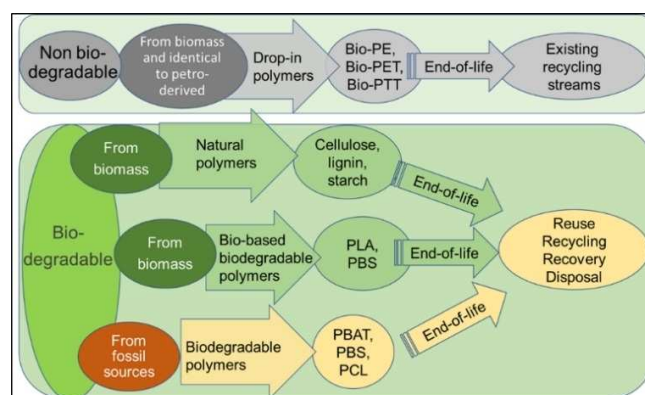 Non bio-
degradable
From biomass
and identical
to petro-
derived
Drop-in
polymers
Bio-PE,
Bio-PET,
Bio-PTT
End-of-life
Existing
recycling
streams
Bio-
degradable
From
biomass
Natural
polymers
Cellulose,
lignin,
starch
End-of-life
From
biomass
Bio-based
biodegradable
polymers
PLA,
PBS
End-of-life
Reuse
Recycling
Recovery
Disposal
From
fossil
sources
Biodegradable
polymers
PBAT,
PBS,
PCL
End-of-life